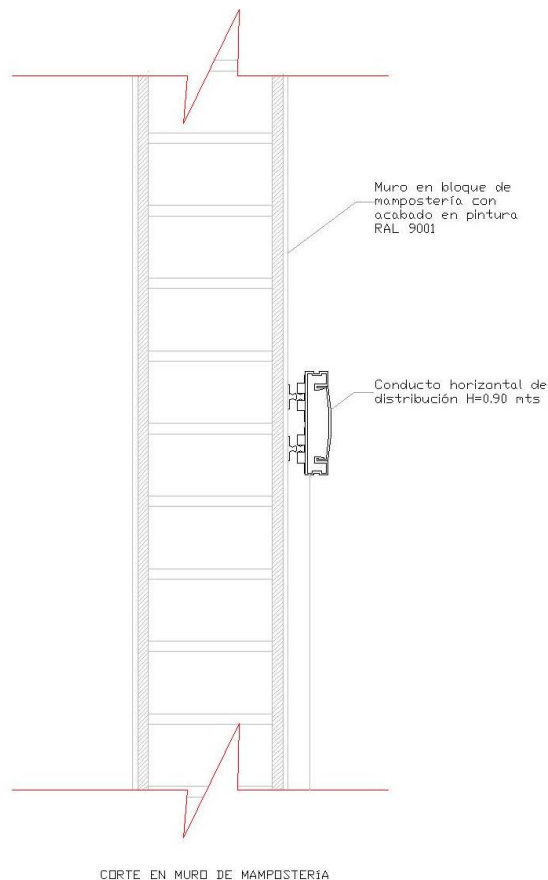 Muro en bloque de
mampostería con
acabado en pintura
RAL 9001
Conducto horizontal de
distribución H=0.90 mts
CORTE EN MURO DE MAMPOSTERÍA